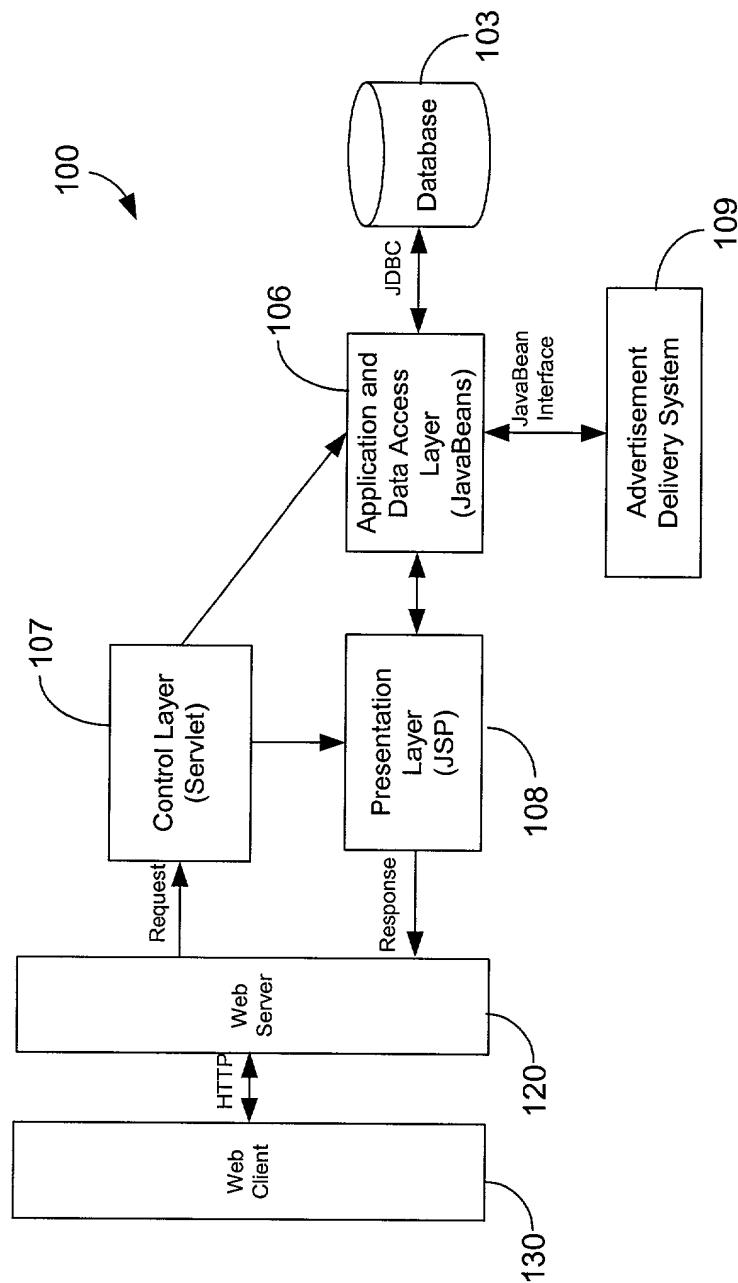 100
Web
Client
130
HTTP
Web
Server
120
Request
Control Layer
(Servlet)
107
Response
Presentation
Layer
(JSP)
108
Application and
Data Access
Layer
(JavaBeans)
106
JDBC
Database
103
JavaBean
Interface
Advertisement
Delivery System
109